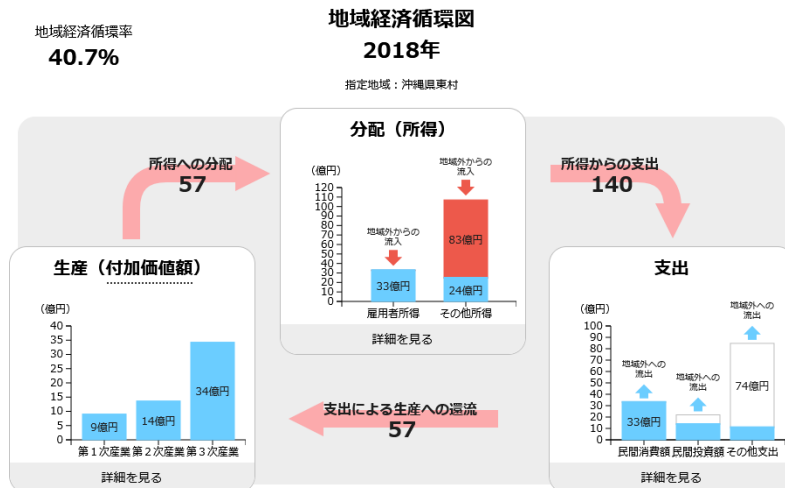 地域経済循環図
2018年
地域経済循環率
40.7%
指定地域：沖縄県東村
分配（所得）
所得への分配
57
所得からの支出
140
（億円）
120
110
100
90
80
70
60
50
40
30
20
10
0
地域外からの
流入
地域外からの
流入
33億円
83億円
24億円
雇用者所得
その他所得
詳細を見る
生産（付加価値額）
（億円）
40
35
30
25
20
15
10
5
0
9億円
14億円
34億円
第１次産業
第２次産業
第３次産業
詳細を見る
支出による生産への還流
57
支出
（億円）
100
90
80
70
60
50
40
30
20
10
0
地域外への
流出
地域外への
流出
地域外への
流出
33億円
74億円
民間消費額
民間投資額
その他支出
詳細を見る